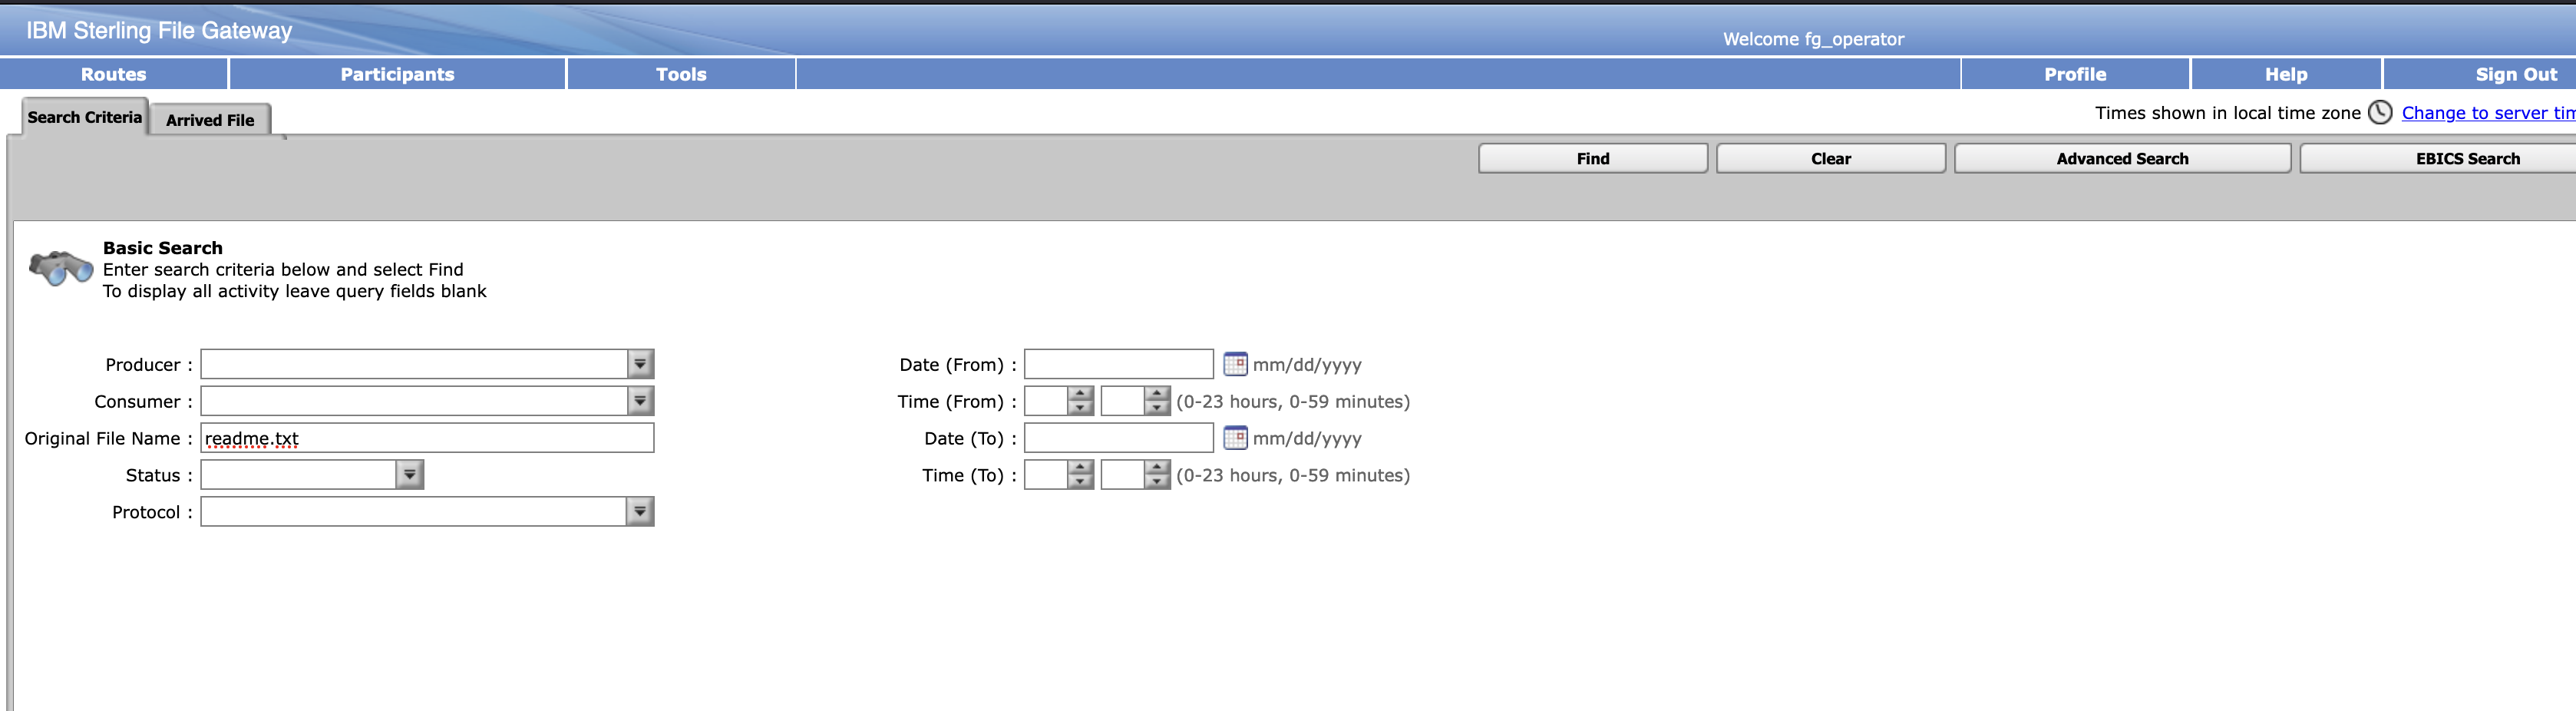 IBM Sterling File Gateway
Welcome fg_operator
Routes Participants Tools Profile Help Sign Out
Search Criteria Arrived File
Times shown in local time zone Change to server tim
Find Clear Advanced Search EBICS Search
Basic Search
Enter search criteria below and select Find
To display all activity leave query fields blank
Producer :
Date (From) : mm/dd/yyyy
Consumer :
Time (From) : (0-23 hours, 0-59 minutes)
Original File Name : readme.txt
Date (To) : mm/dd/yyyy
Status :
Time (To) : (0-23 hours, 0-59 minutes)
Protocol :